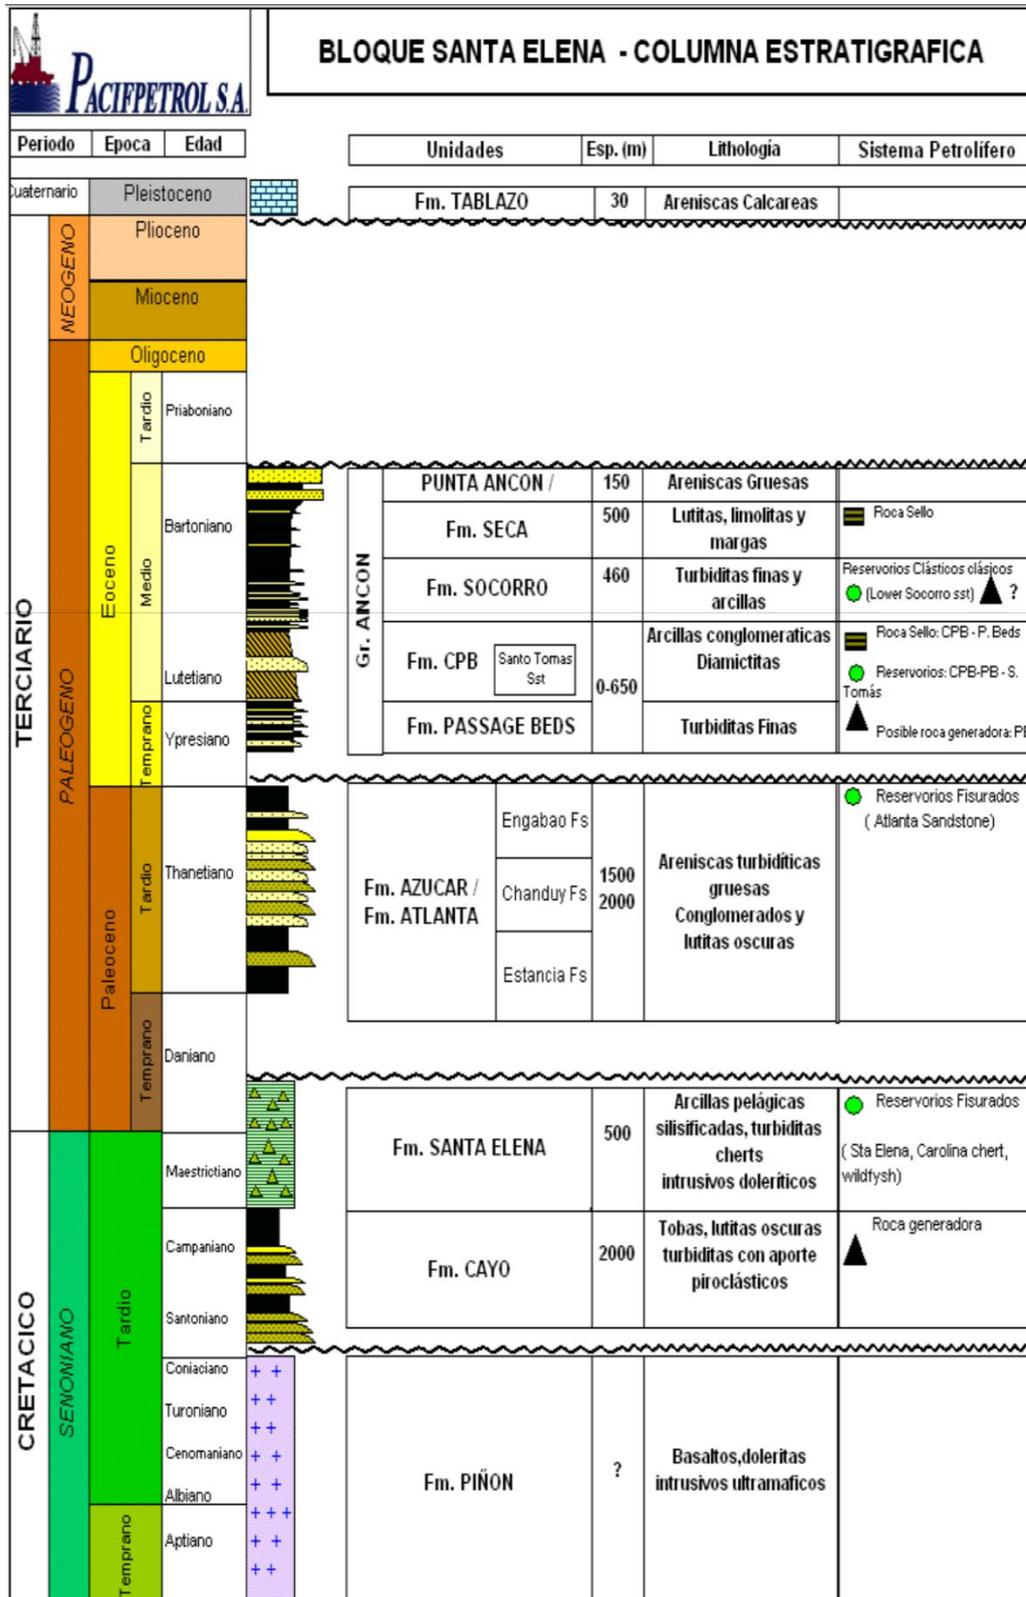 PACIFPETROL S.A.
BLOQUE SANTA ELENA - COLUMNA ESTRATIGRAFICA
Periodo Epoca Edad
Unidades Esp. (m) Lithología Sistema Petrolífero
Cuaternario Pleistoceno
Fm. TABLAZO 30 Areniscas Calcareas
TERCIARIO
NEOGENO
Plioceno
Mioceno
PALEOGENO
Oligoceno
Eoceno
Tardio
Priaboniano
Medio
Bartoniano
Lutetiano
Temprano
Ypresiano
Gr. ANCON
PUNTA ANCON / 150 Areniscas Gruesas
Fm. SECA 500 Lutitas, limolitas y
margas
Roca Sello
Fm. SOCORRO 460 Turbiditas finas y
arcillas
Reservorios Clásticos clásicos
(Lower Socorro sst) ?
Fm. CPB
Santo Tomas
Sst
0-650
Arcillas conglomeraticas
Diamictitas
Roca Sello: CPB - P. Beds
Reservorios: CPB-PB - S.
Tomás
Fm. PASSAGE BEDS Turbiditas Finas
Posible roca generadora:
Paleoceno
Tardio
Thanetiano
Temprano
Daniano
Fm. AZUCAR /
Fm. ATLANTA
Engabao Fs
Chanduy Fs
Estancia Fs
1500
2000
Areniscas turbidíticas
gruesas
Conglomerados y
lutitas oscuras
Reservorios Fisurados
( Atlanta Sandstone)
CRETACICO
SENONIANO
Tardio
Maestrictiano
Campaniano
Santoniano
Coniaciano
Turoniano
Cenomaniano
Albiano
Temprano
Aptiano
Fm. SANTA ELENA 500
Arcillas pelágicas
silisificadas, turbiditas
cherts
intrusivos doleríticos
Reservorios Fisurados
( Sta Elena, Carolina chert,
wildfysh)
Fm. CAYO 2000
Tobas, lutitas oscuras
turbiditas con aporte
piroclásticos
Roca generadora
Fm. PIÑON ?
Basaltos,doleritas
intrusivos ultramaficos